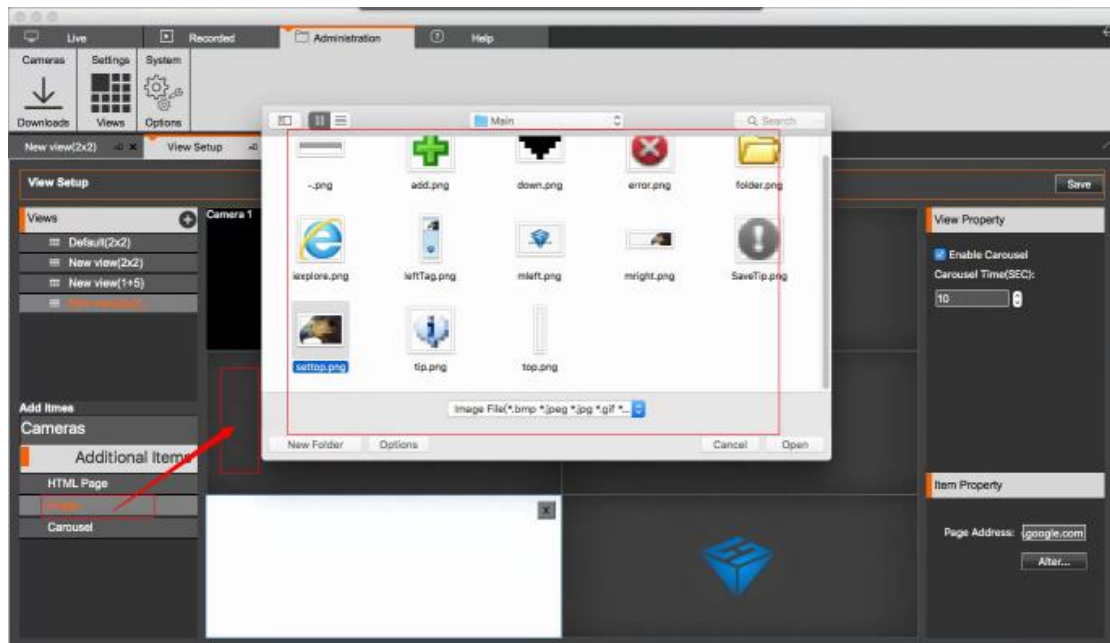 Live
Recorded
Administration
Help
Cameras
Settings
System
Downloads
Views
Options
Main
Search
New view(2x2)
View Setup
-.png
add.png
down.png
error.png
folder.png
View Setup
Save
Views
Camera 1
View Property
Default(2x2)
New view(2x2)
New view(1+5)
iexplore.png
leftTag.png
mleft.png
mright.png
SaveTip.png
Enable Carousel
Carousel Time(SEC):
10
settop.png
tip.png
top.png
Add Itmes
Image File(*.bmp *.jpeg *.jpg *.gif *...
Cameras
New Folder
Options
Cancel
Open
Additional Items
HTML Page
Item Property
Carousel
X
Page Address:
.google.com
Alter...